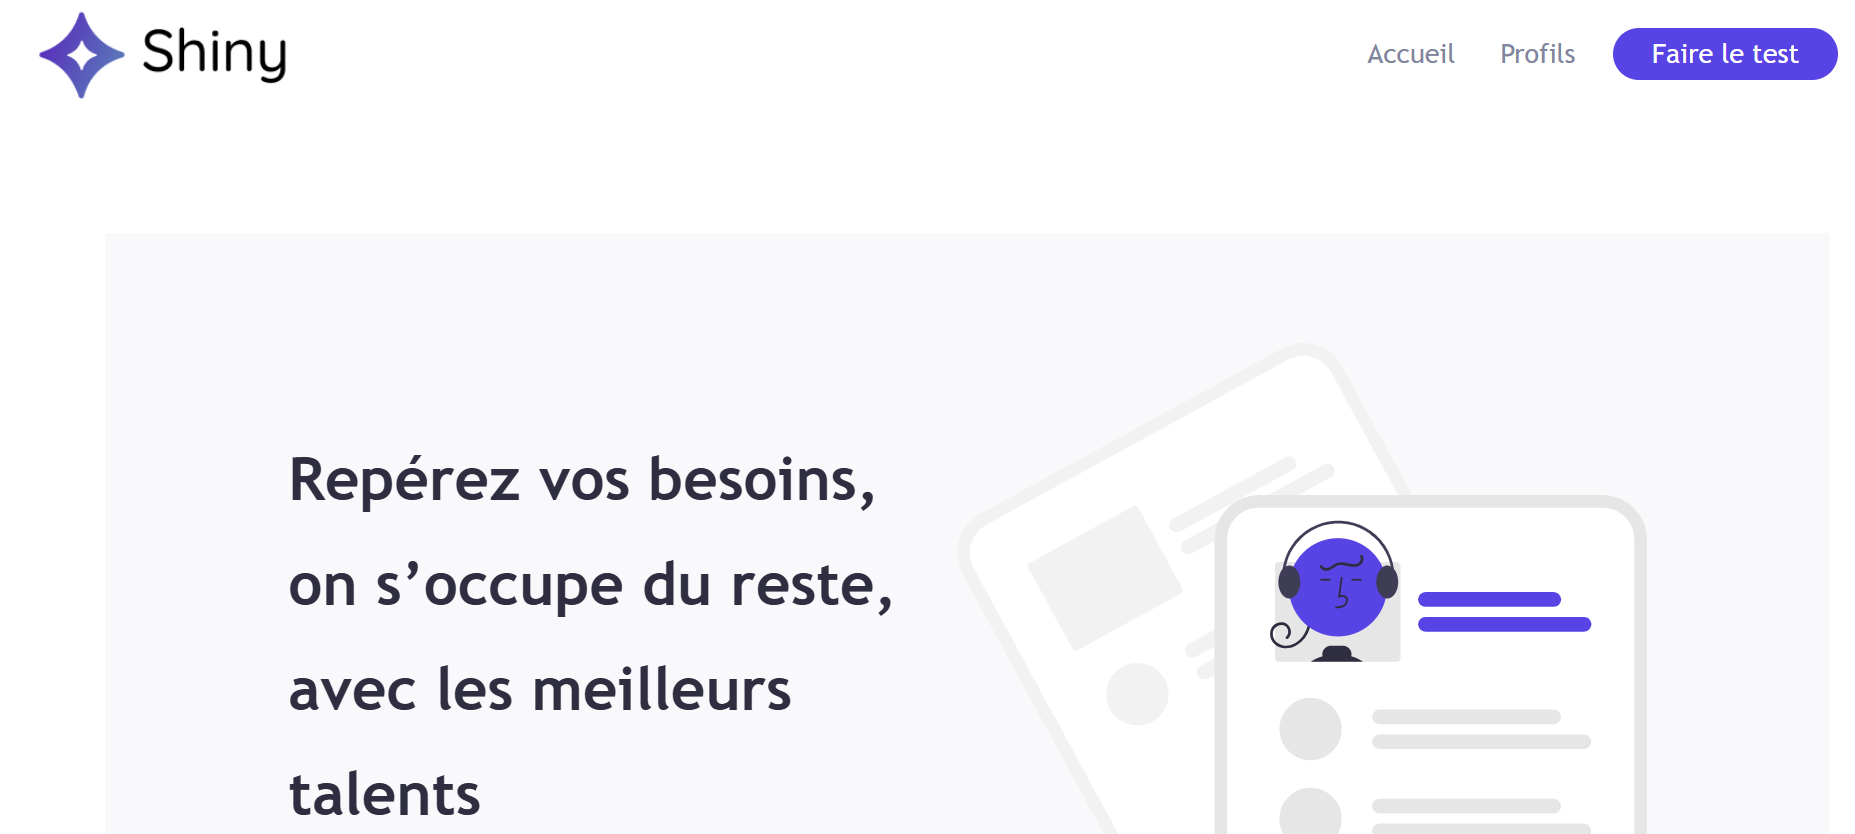 Shiny
Accueil
Profils
Faire le test
Repérez vos besoins,
on s’occupe du reste,
avec les meilleurs
talents